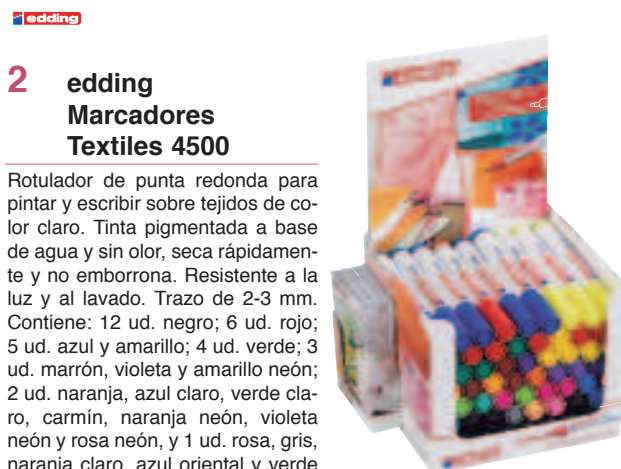 edding
2 edding
Marcadores
Textiles 4500
Rotulador de punta redonda para
pintar y escribir sobre tejidos de co-
lor claro. Tinta pigmentada a base
de agua y sin olor, seca rápidamen-
te y no emborrona. Resistente a la
luz y al lavado. Trazo de 2-3 mm.
Contiene: 12 ud. negro; 6 ud. rojo;
5 ud. azul y amarillo; 4 ud. verde; 3
ud. marrón, violeta y amarillo neón;
2 ud. naranja, azul claro, verde cla-
ro, carmín, naranja neón, violeta
neón y rosa neón, y 1 ud. rosa, gris,
naranja claro, azul oriental y verde